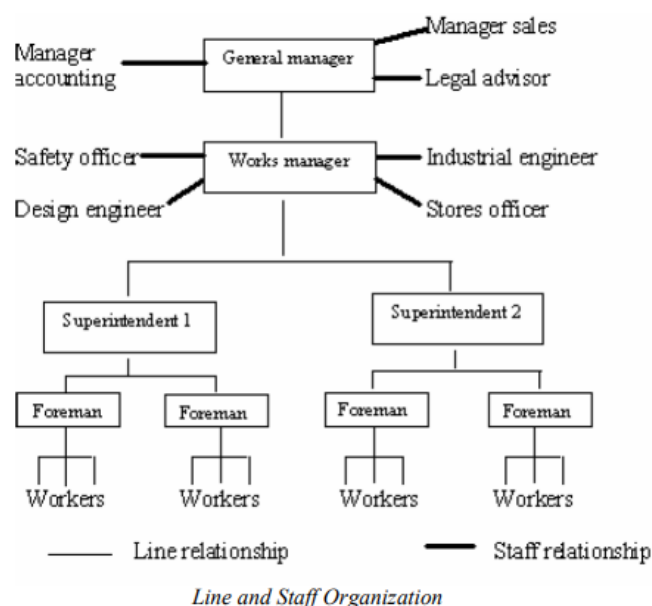 Manager sales
General manager
Manager
accounting
Legal advisor
Safety officer
Works manager
Industrial engineer
Design engineer
Stores officer
Superintendent 1
Superintendent 2
Foreman
Foreman
Foreman
Foreman
Workers
Workers
Workers
Workers
Line relationship
Staff relationship
Line and Staff Organization